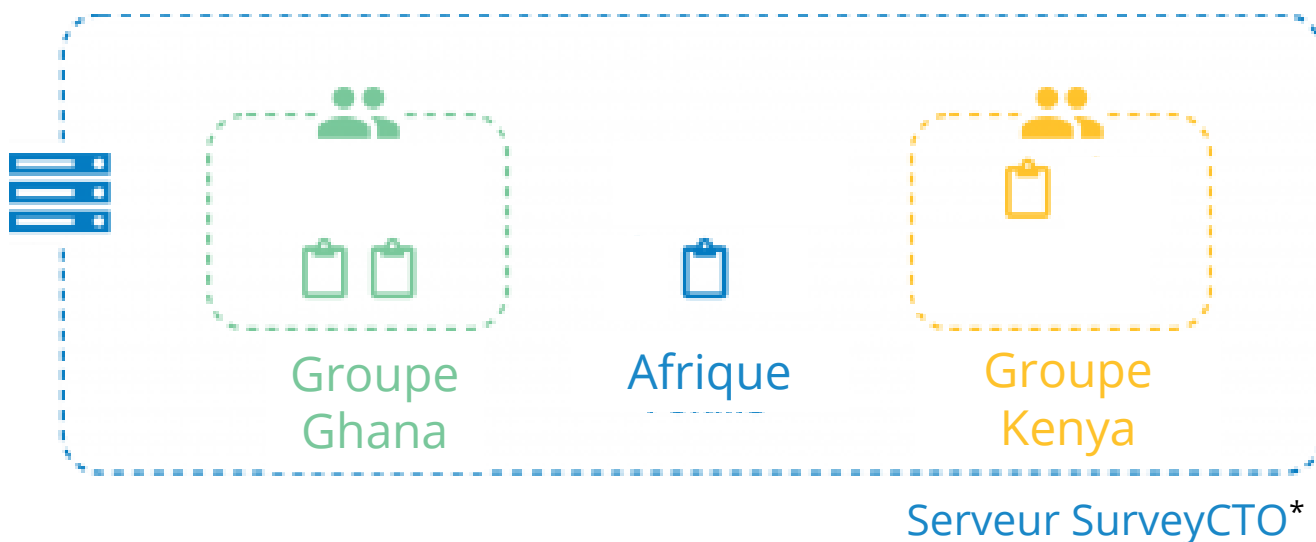 Groupe
Ghana
Afrique
Groupe
Kenya
Serveur SurveyCTO*